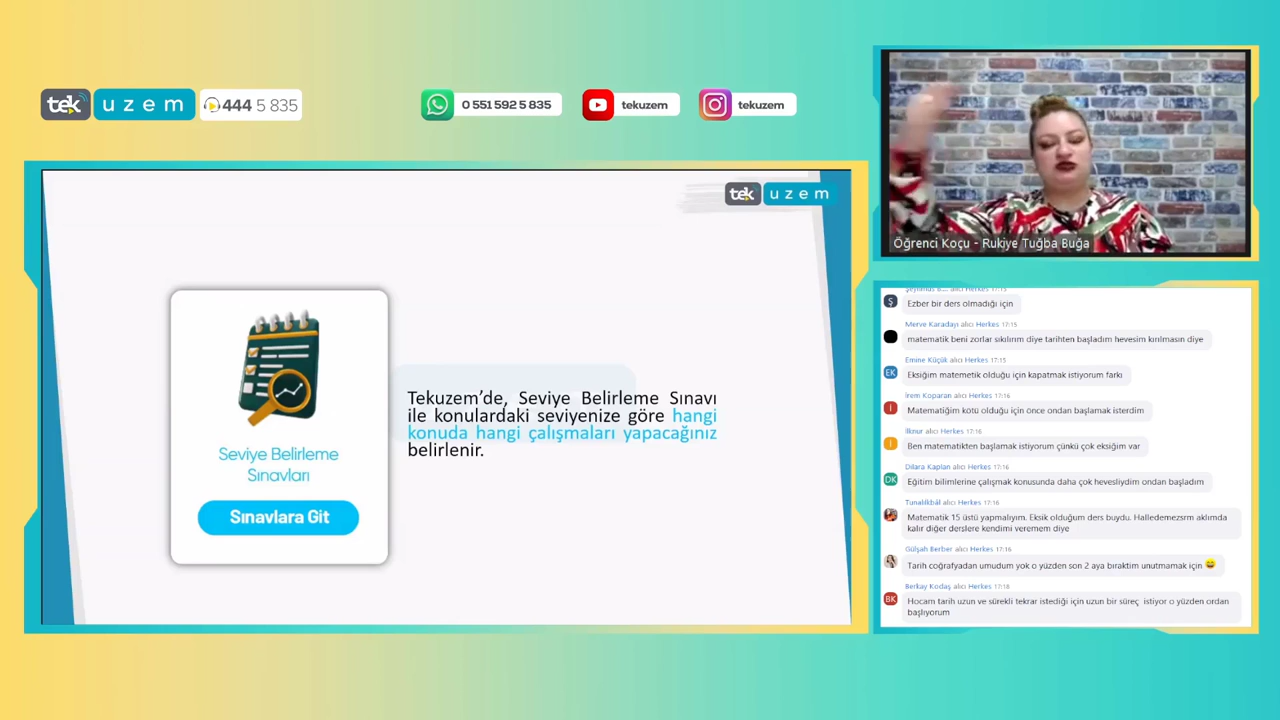 tek uzem 444 5 835
0 551 592 5 835
tekuzem
tekuzem
tek uzem
Seviye Belirleme
Sınavları
Sınavlara Git
Tekuzem’de, Seviye Belirleme Sınavı
ile konulardaki seviyenize göre hangi
konuda hangi çalışmaları yapacağınız
belirlenir.
Öğrenci Koçu - Rukiye Tuğba Buğa
Ş
Ezber bir ders olmadığı için
Merve Karadayı alıcı Herkes 17:15
matematik beni zorlar sıkılırım diye tarihten başladım hevesim kırılmasın diye
Emine Küçük alıcı Herkes 17:15
EK
Eksiğim matemetik olduğu için kapatmak istiyorum farkı
İrem Koparan alıcı Herkes 17:16
İ
Matematiğim kötü olduğu için önce ondan başlamak isterdim
İlknur alıcı Herkes 17:16
İ
Ben matematikten başlamak istiyorum çünkü çok eksiğim var
Dilara Kaplan alıcı Herkes 17:16
DK
Eğitim bilimlerine çalışmak konusunda daha çok hevesliydim ondan başladım
Tunalılkbâl alıcı Herkes 17:16
Matematik 15 üstü yapmalıyım. Eksik olduğum ders buydu. Halledemezsrm aklımda
kalır diğer derslere kendimi veremem diye
Gülşah Berber alıcı Herkes 17:16
Tarih coğrafyadan umudum yok o yüzden son 2 aya bıraktim unutmamak için 😄
Berkay Kodaş alıcı Herkes 17:18
BK
Hocam tarih uzun ve sürekli tekrar istediği için uzun bir süreç istiyor o yüzden ordan
başlıyorum